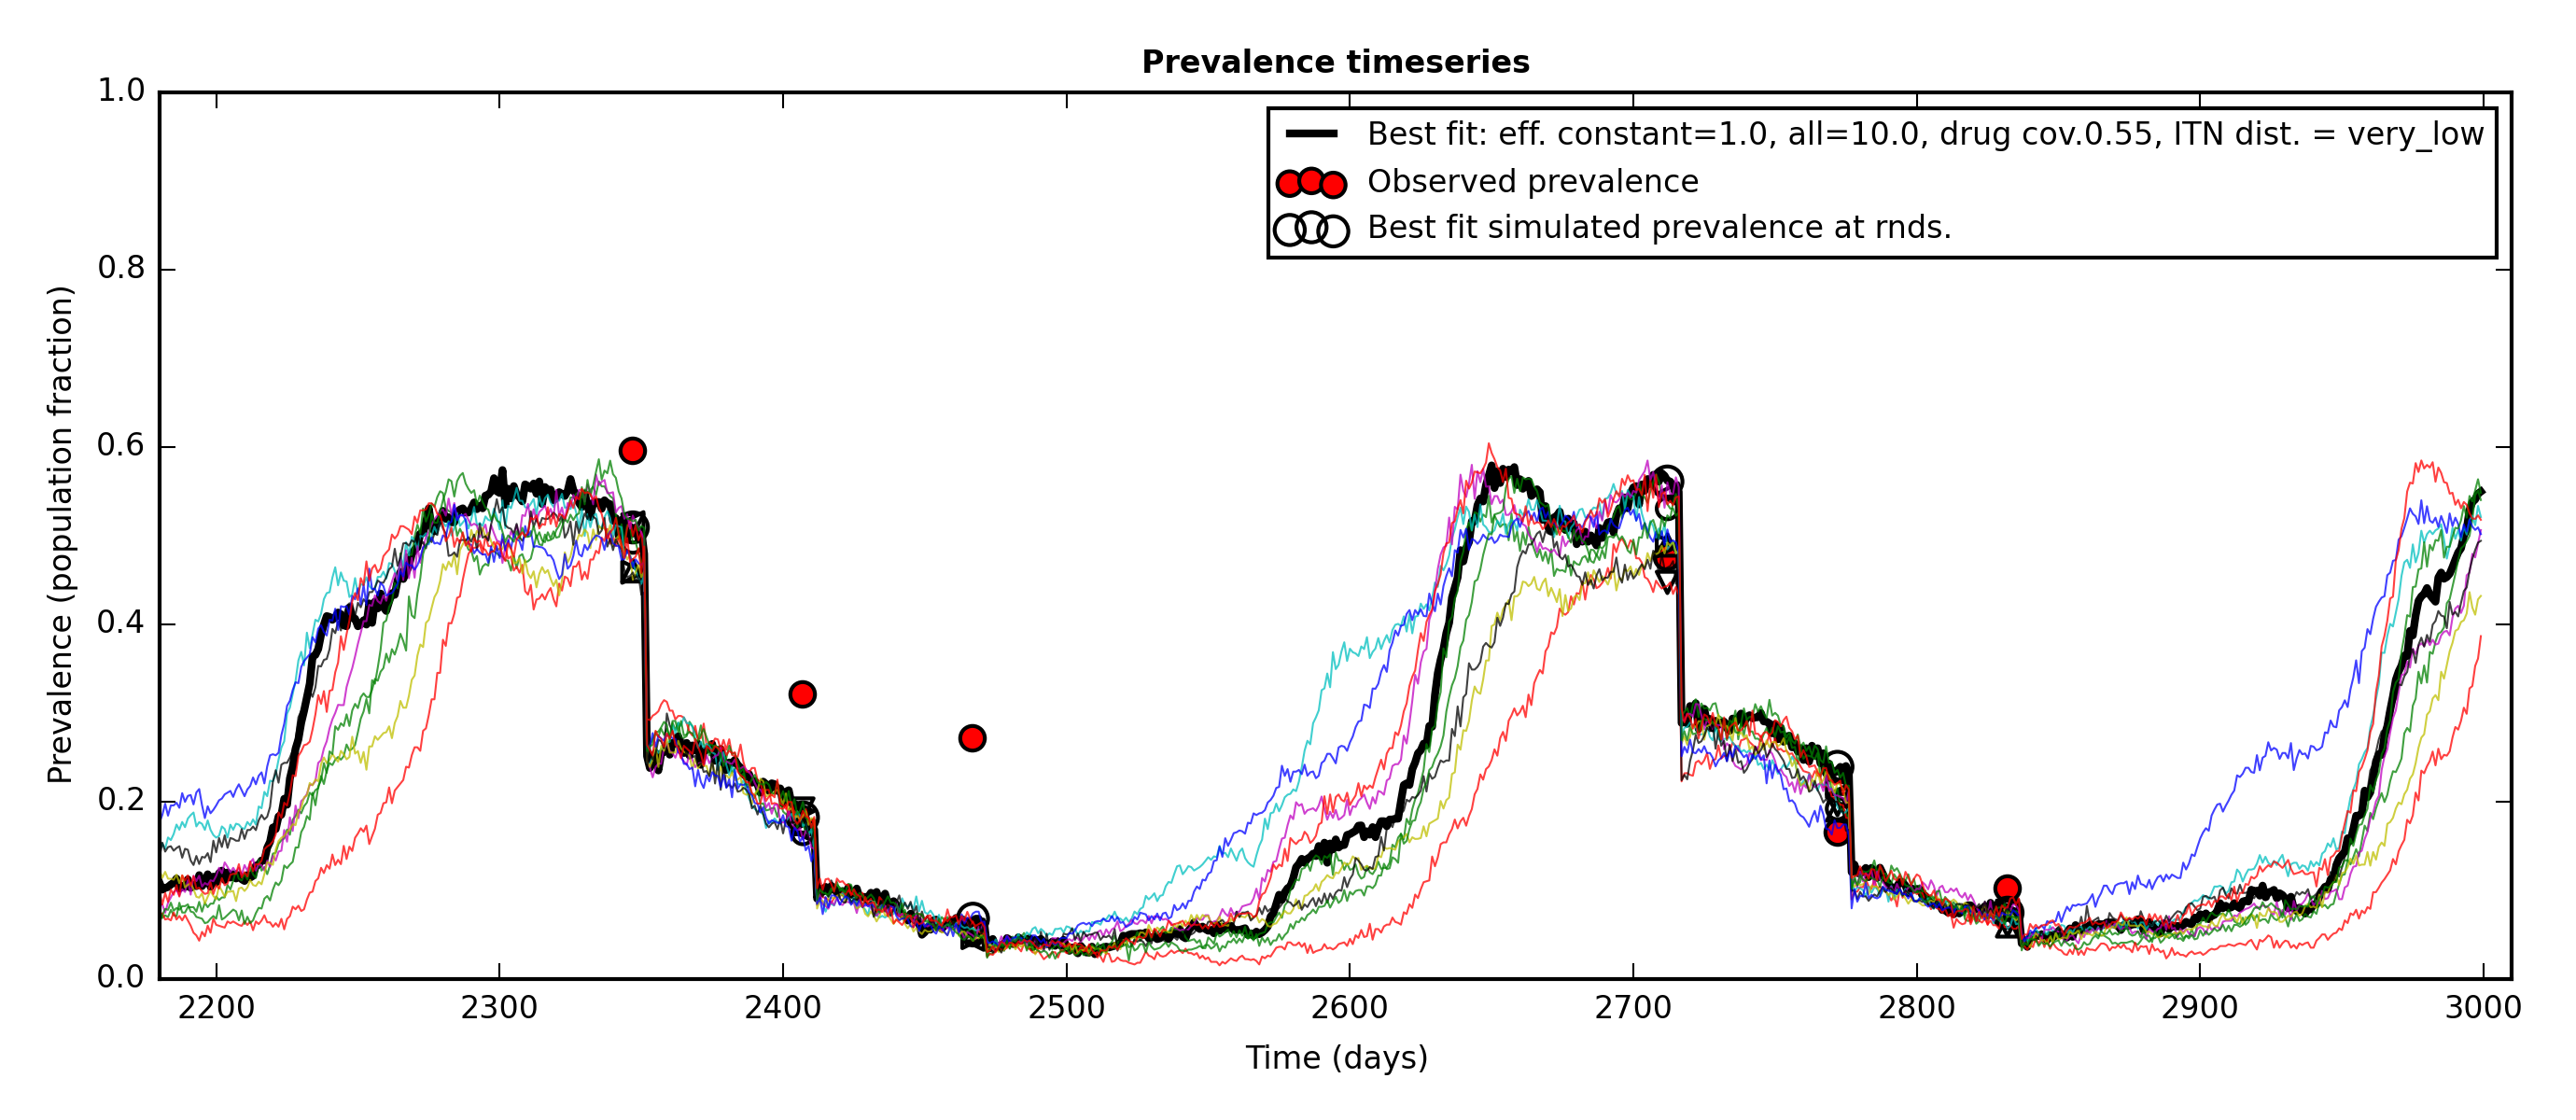 Prevalence timeseries
1.0
0.8
0.6
0.4
0.2
0.0
Prevalence (population fraction)
Best fit: eff. constant=1.0, all=10.0, drug cov.0.55, ITN dist. = very_low
Observed prevalence
Best fit simulated prevalence at rnds.
2200 2300 2400 2500 2600 2700 2800 2900 3000
Time (days)